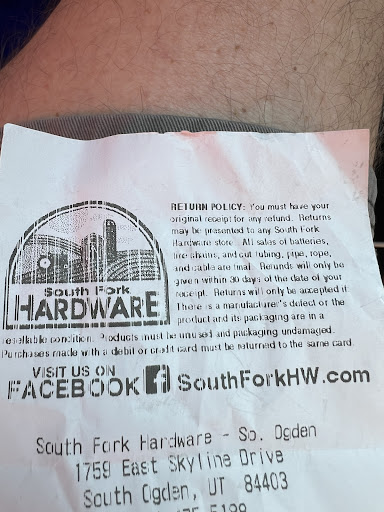 RETURN POLICY: You must have your
original receipt for any refund. Returns
may be presented to any South Fork
Hardware store. All sales of batteries,
tire chains, and cut tubing, pipe, rope,
and cable are final. Refunds will only be
given within 30 days of the date of your
receipt. Returns will only be accepted if
There is a manufacturer's defect or the
product and its packaging are in a
resellable condition. Products must be unused and packaging undamaged.
Purchases made with a debit or credit card must be returned to the same card.
South Fork
HARDWARE
VISIT US ON
FACEBOOK f SouthForkHW.com
South Fork Hardware - So. Ogden
1759 East Skyline Drive
South Ogden, UT 84403